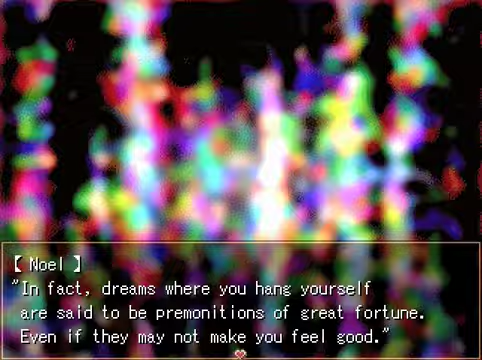 【 Noel 】
"In fact, dreams where you hang yourself
are said to be premonitions of great fortune.
Even if they may not make you feel good."